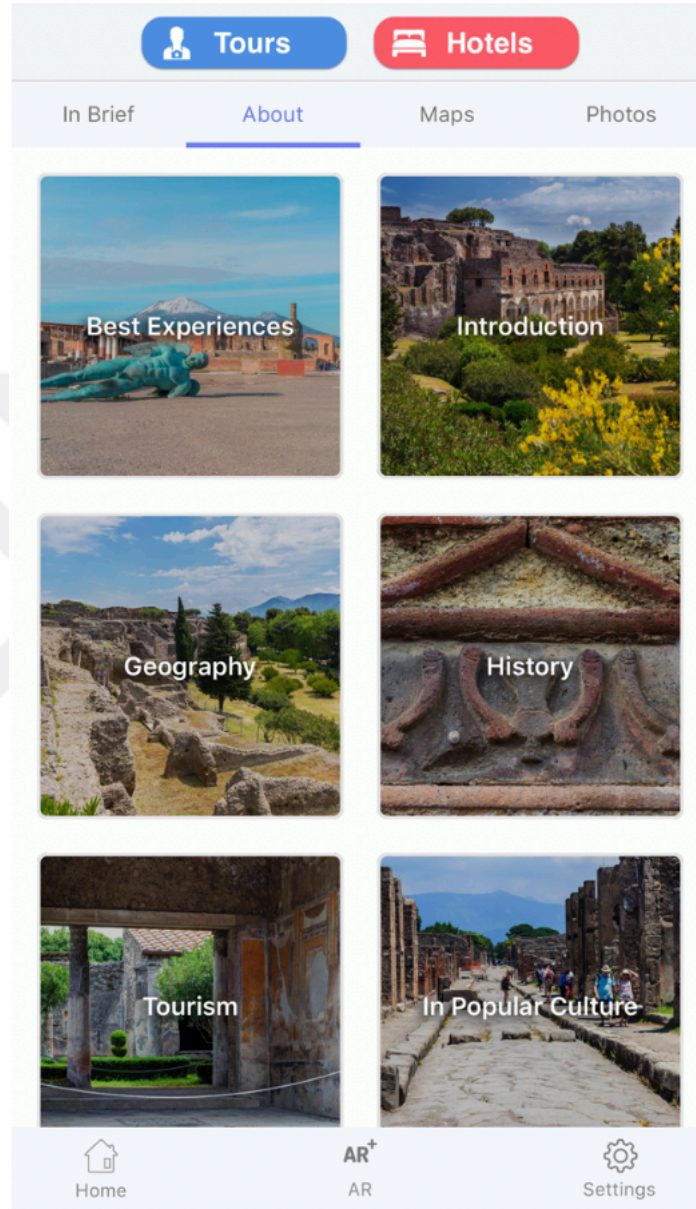 Tours Hotels
In Brief About Maps Photos
Best Experiences Introduction
Geography History
Tourism In Popular Culture
AR+
Home AR Settings